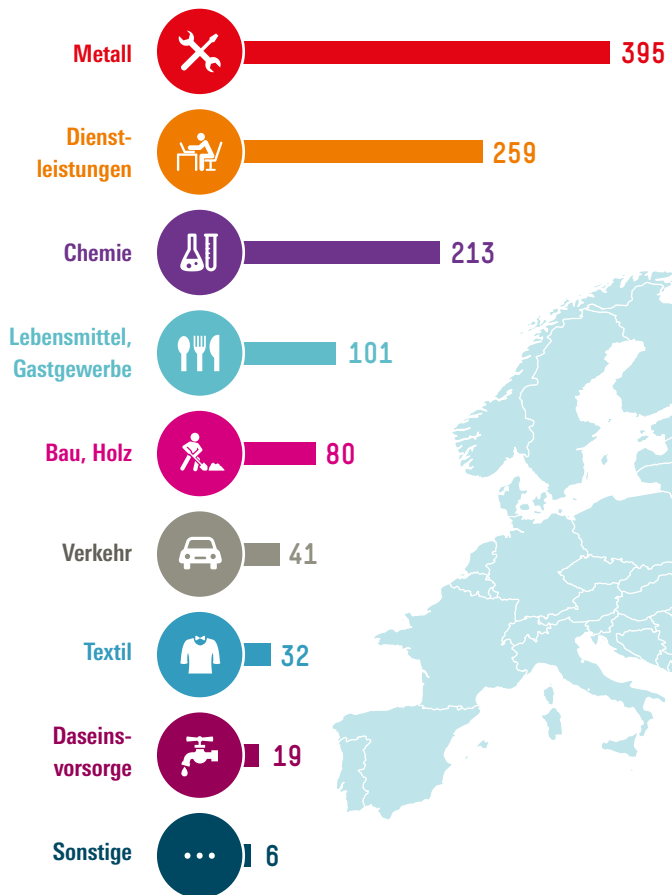 Metall
395
Dienst-
leistungen
259
Chemie
213
Lebensmittel,
Gastgewerbe
101
Bau, Holz
80
Verkehr
41
Textil
32
Daseins-
vorsorge
19
Sonstige
6